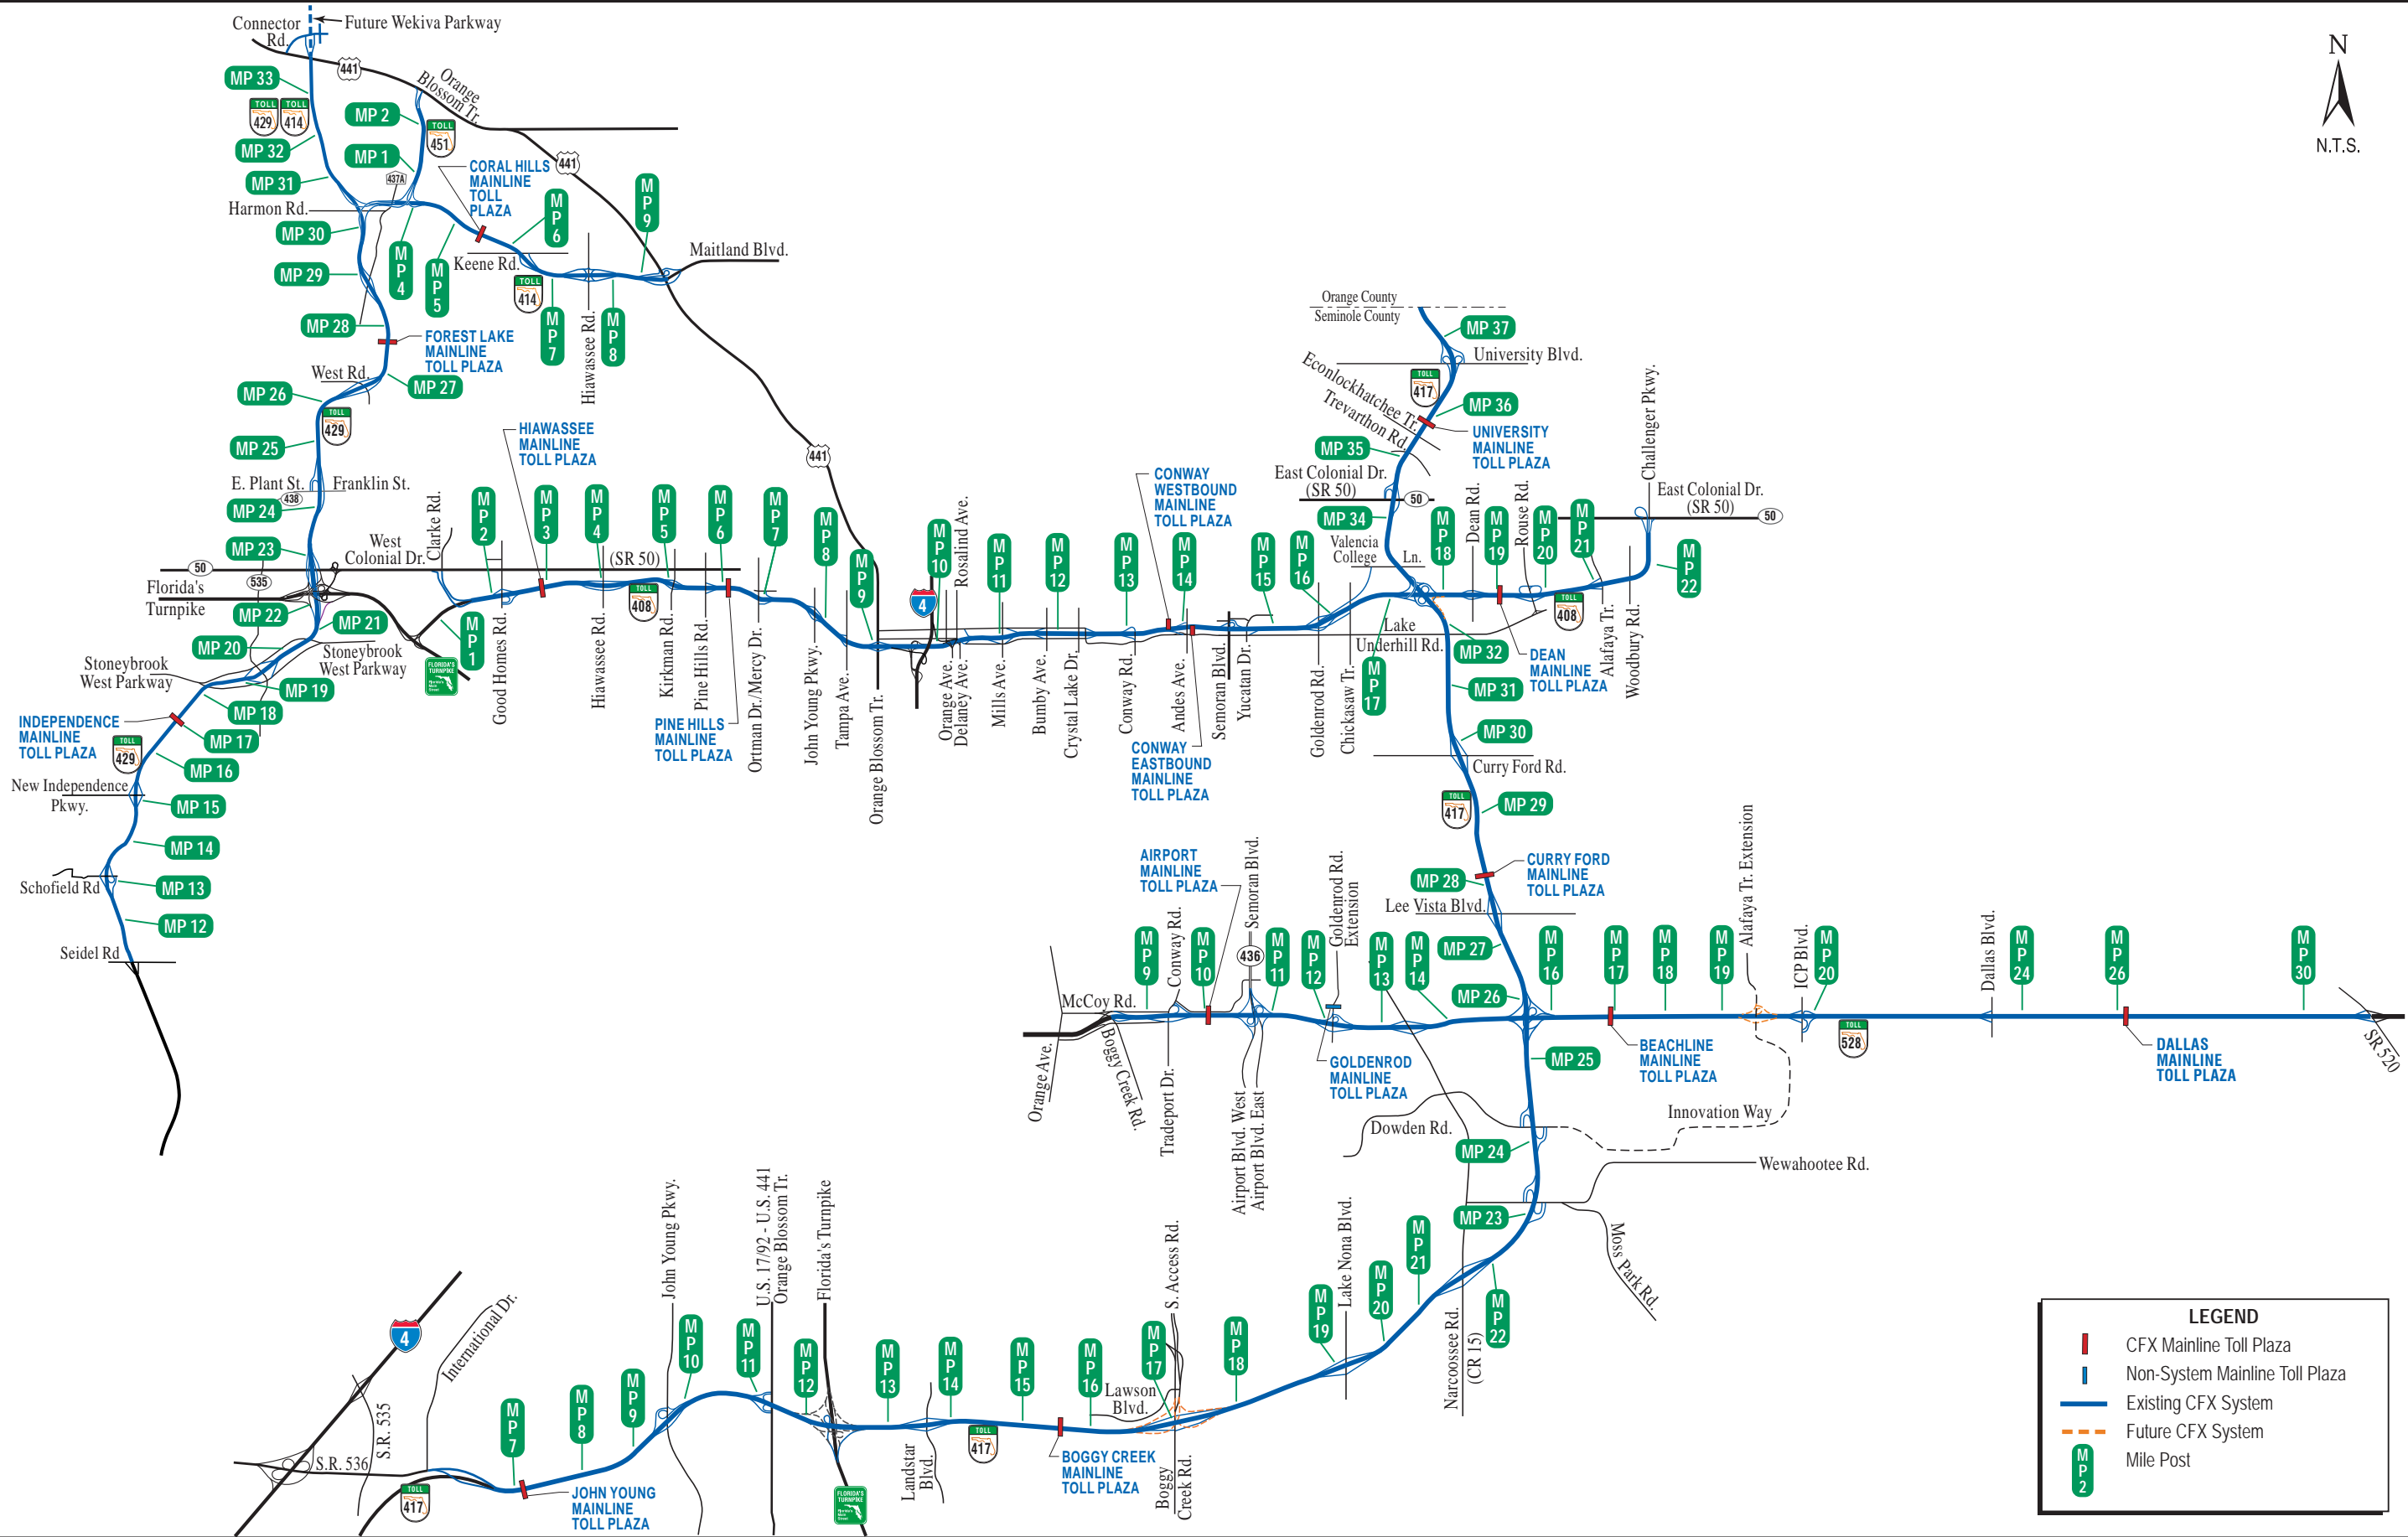 Connector
Rd.
Future Wekiva Parkway
N
N.T.S.
441
MP 33
TOLL
429
TOLL
414
Orange
Blossom Tr.
MP 2
TOLL
451
MP 32
MP 1
437A
MP 31
Harmon Rd.
MP 30
MP 29
MP 28
CORAL HILLS
MAINLINE
TOLL
PLAZA
441
MP 4
MP 5
MP 6
MP 9
Keene Rd.
Maitland Blvd.
TOLL
414
MP 7
Hiawassee Rd.
MP 8
FOREST LAKE
MAINLINE
TOLL PLAZA
West Rd.
MP 27
MP 26
TOLL
429
MP 25
E. Plant St.
Franklin St.
438
MP 24
MP 23
441
50
535
Florida's
Turnpike
West
Colonial Dr.
(SR 50)
MP 22
MP 21
MP 20
Stoneybrook
West Parkway
Stoneybrook
West Parkway
MP 19
MP 18
INDEPENDENCE
MAINLINE
TOLL PLAZA
MP 17
TOLL
429
MP 16
New Independence
Pkwy.
MP 15
MP 14
Schofield Rd
MP 13
MP 12
Seidel Rd
FLORIDA'S
TURNPIKE
Clarke Rd.
MP 1
MP 2
Good Homes Rd.
HIAWASSEE
MAINLINE
TOLL PLAZA
MP 3
MP 4
Hiawassee Rd.
TOLL
408
MP 5
Kirkman Rd.
Pine Hills Rd.
MP 6
PINE HILLS
MAINLINE
TOLL PLAZA
MP 7
Ortman Dr./Mercy Dr.
MP 8
John Young Pkwy.
Tampa Ave.
MP 9
Orange Blossom Tr.
4
MP 10
Rosalind Ave.
Orange Ave.
Delaney Ave.
MP 11
Mills Ave.
MP 12
Bumby Ave.
Crystal Lake Dr.
MP 13
Conway Rd.
CONWAY
WESTBOUND
MAINLINE
TOLL PLAZA
MP 14
Andes Ave.
CONWAY
EASTBOUND
MAINLINE
TOLL PLAZA
Semoran Blvd.
Yucatan Dr.
MP 15
MP 16
Goldenrod Rd.
Chickasaw Tr.
MP 17
Lake
Underhill Rd.
Orange County
Seminole County
MP 37
University Blvd.
TOLL
417
Econlockhatchee Tr.
Trevarthon Rd.
MP 36
UNIVERSITY
MAINLINE
TOLL PLAZA
MP 35
East Colonial Dr.
(SR 50)
50
MP 34
Valencia
College
Ln.
MP 18
Dean Rd.
MP 19
Rouse Rd.
MP 20
MP 21
Challenger Pkwy.
East Colonial Dr.
(SR 50)
50
MP 22
TOLL
408
Alafaya Tr.
Woodbury Rd.
DEAN
MAINLINE
TOLL PLAZA
MP 32
MP 31
MP 30
Curry Ford Rd.
TOLL
417
MP 29
CURRY FORD
MAINLINE
TOLL PLAZA
MP 28
Lee Vista Blvd.
MP 27
MP 26
MP 25
AIRPORT
MAINLINE
TOLL PLAZA
Orange Ave.
McCoy Rd.
Boggy Creek Rd.
MP 9
Conway Rd.
Tradeport Dr.
MP 10
Semoran Blvd.
436
Airport Blvd. West
Airport Blvd. East
MP 11
MP 12
Goldenrod Rd.
Extension
GOLDENROD
MAINLINE
TOLL PLAZA
MP 13
MP 14
MP 16
MP 17
BEACHLINE
MAINLINE
TOLL PLAZA
MP 18
MP 19
Alafaya Tr. Extension
ICP Blvd.
MP 20
TOLL
528
Dallas Blvd.
MP 24
MP 26
DALLAS
MAINLINE
TOLL PLAZA
MP 30
SR 520
Dowden Rd.
Innovation Way
MP 24
Wewahootee Rd.
MP 23
Moss Park Rd.
MP 22
Narcoossee Rd.
(CR 15)
MP 21
MP 20
Lake Nona Blvd.
MP 19
MP 18
S. Access Rd.
MP 17
Boggy
Creek Rd.
Lawson
Blvd.
MP 16
BOGGY CREEK
MAINLINE
TOLL PLAZA
MP 15
TOLL
417
MP 14
Landstar
Blvd.
MP 13
Florida's Turnpike
FLORIDA'S
TURNPIKE
MP 12
U.S. 17/92 - U.S. 441
Orange Blossom Tr.
MP 11
MP 10
John Young Pkwy.
MP 9
MP 8
MP 7
JOHN YOUNG
MAINLINE
TOLL PLAZA
4
International Dr.
S.R. 535
S.R. 536
TOLL
417
LEGEND
CFX Mainline Toll Plaza
Non-System Mainline Toll Plaza
Existing CFX System
Future CFX System
MP 2
Mile Post